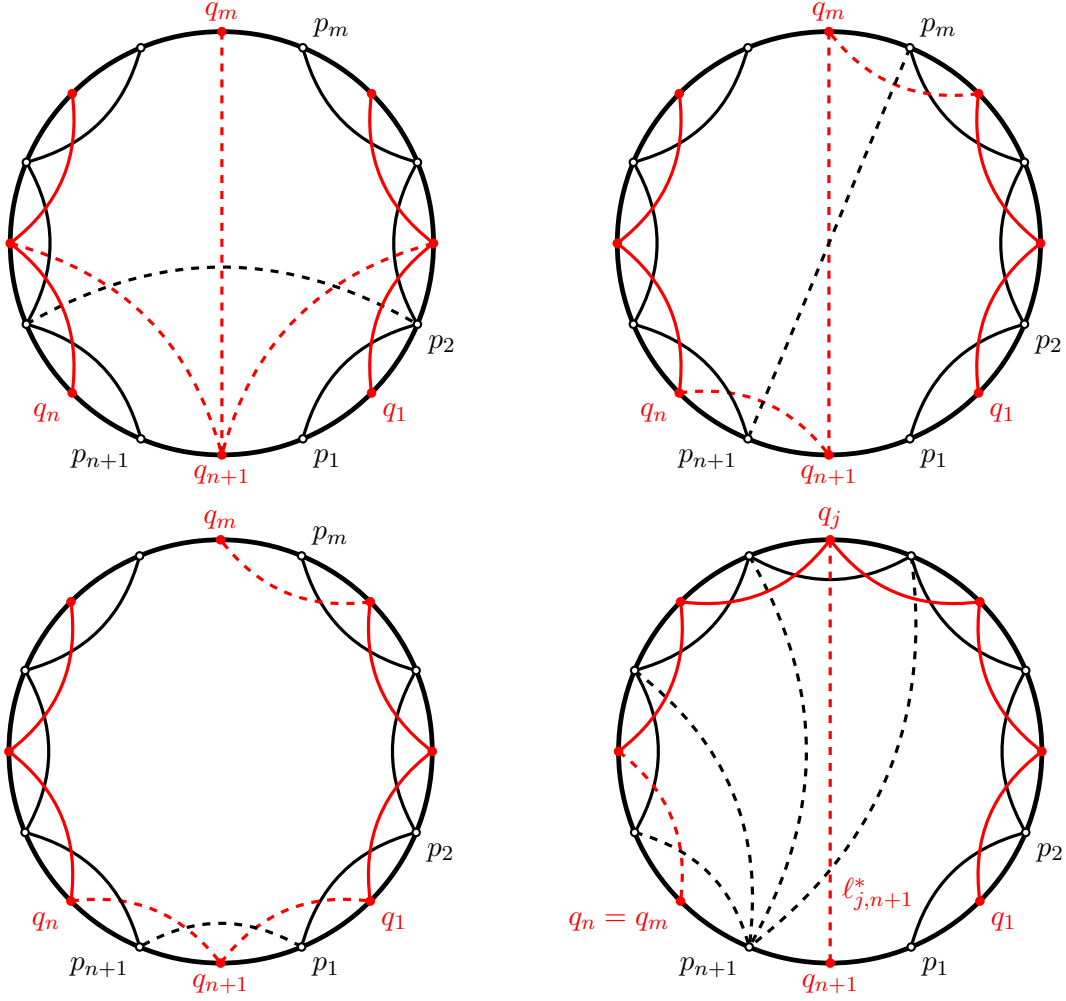 $q_m$ $p_m$
$p_2$
$q_n$ $q_1$
$p_{n+1}$ $q_{n+1}$ $p_1$
$q_m$ $p_m$
$p_2$
$q_n$ $q_1$
$p_{n+1}$ $q_{n+1}$ $p_1$
$q_m$ $p_m$
$p_2$
$q_n$ $q_1$
$p_{n+1}$ $q_{n+1}$ $p_1$
$q_j$
$p_2$
$\ell^*_{j,n+1}$
$q_n = q_m$ $q_1$
$p_{n+1}$ $q_{n+1}$ $p_1$